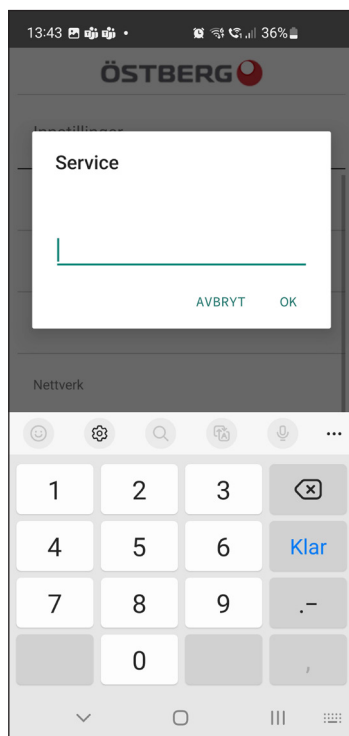 13:43 36%
ÖSTBERG
Innstillinger
Service
AVBRYT OK
Nettverk
1 2 3
4 5 6 Klar
7 8 9 .-
0 ,